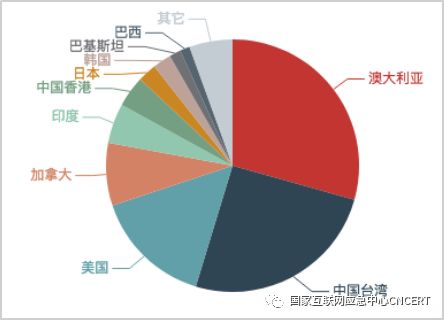 其它
巴西
巴基斯坦
韩国
日本
中国香港
印度
加拿大
美国
澳大利亚
中国台湾
国家互联网应急中心CNCERT